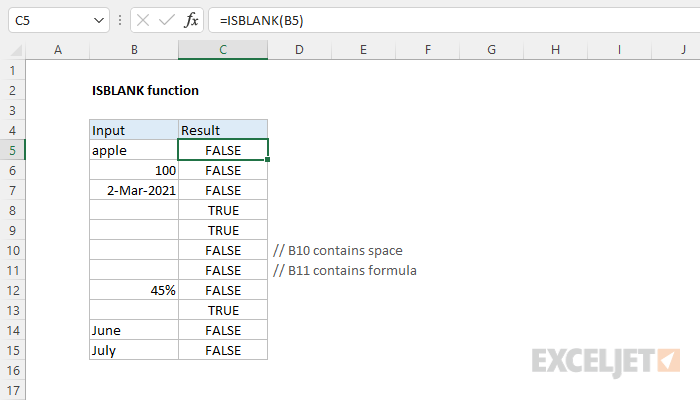 C5 fx =ISBLANK(B5)
A B C D E F G H I J
1
2 ISBLANK function
3
4 Input Result
5 apple FALSE
6 100 FALSE
7 2-Mar-2021 FALSE
8 TRUE
9 TRUE
10 FALSE // B10 contains space
11 FALSE // B11 contains formula
12 45% FALSE
13 TRUE
14 June FALSE
15 July FALSE
16 EXCELJET
17